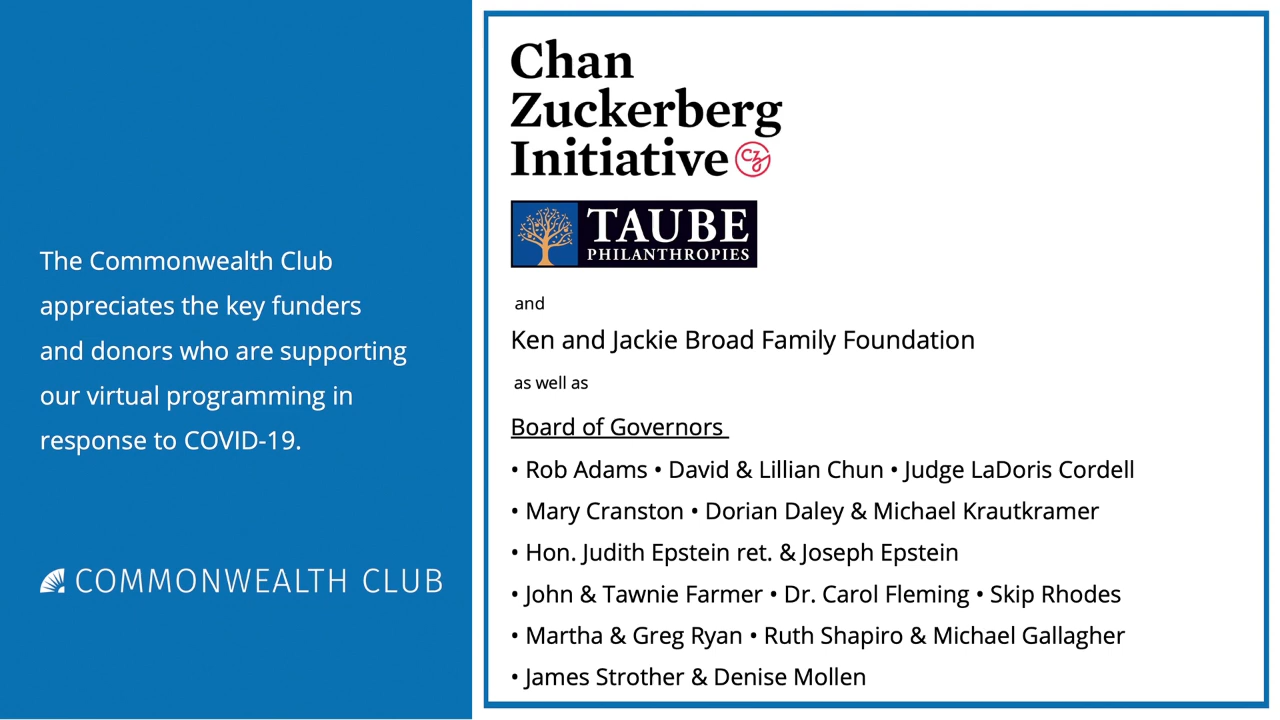 The Commonwealth Club
appreciates the key funders
and donors who are supporting
our virtual programming in
response to COVID-19.
COMMONWEALTH CLUB
Chan
Zuckerberg
Initiative
CZI
TAUBE
PHILANTHROPIES
and
Ken and Jackie Broad Family Foundation
as well as
Board of Governors
• Rob Adams • David & Lillian Chun • Judge LaDoris Cordell
• Mary Cranston • Dorian Daley & Michael Krautkramer
• Hon. Judith Epstein ret. & Joseph Epstein
• John & Tawnie Farmer • Dr. Carol Fleming • Skip Rhodes
• Martha & Greg Ryan • Ruth Shapiro & Michael Gallagher
• James Strother & Denise Mollen